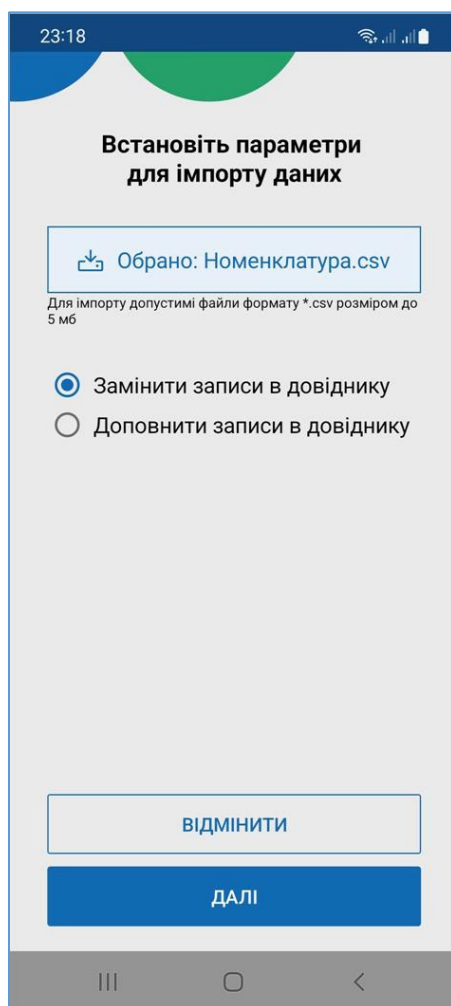 23:18
Встановіть параметри
для імпорту даних
Обрано: Номенклатура.csv
Для імпорту допустимі файли формату *.csv розміром до
5 мб
Замінити записи в довіднику
Доповнити записи в довіднику
ВІДМІНИТИ
ДАЛІ